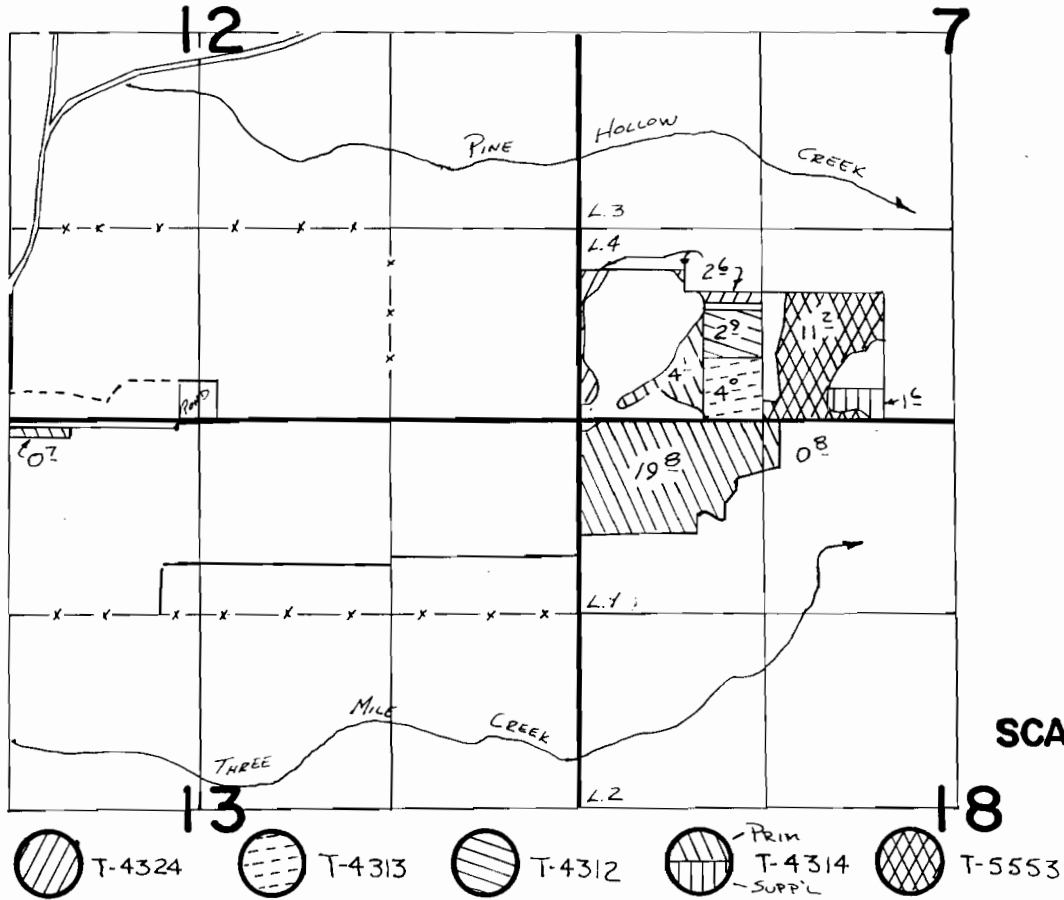 12 7
PINE HOLLOW CREEK
L.3
L.4
2 6
2 9
11 2
4
4 0
POND
1 6
0 7
19 8
0 8
L.1
MILE
THREE CREEK
L.2
SCA
13 18
T-4324 T-4313 T-4312 PRIM T-4314 SUPP'L T-5553